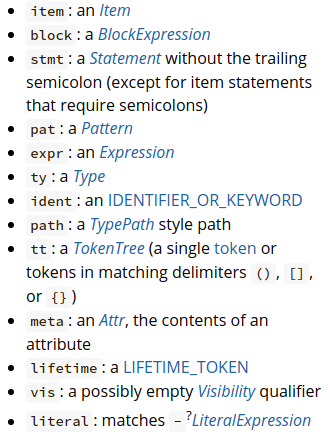 • item : an Item
• block : a BlockExpression
• stmt : a Statement without the trailing
semicolon (except for item statements
that require semicolons)
• pat : a Pattern
• expr : an Expression
• ty : a Type
• ident : an IDENTIFIER_OR_KEYWORD
• path : a TypePath style path
• tt : a TokenTree (a single token or
tokens in matching delimiters () , [] ,
or {} )
• meta : an Attr, the contents of an
attribute
• lifetime : a LIFETIME_TOKEN
• vis : a possibly empty Visibility qualifier
• literal : matches - ?LiteralExpression